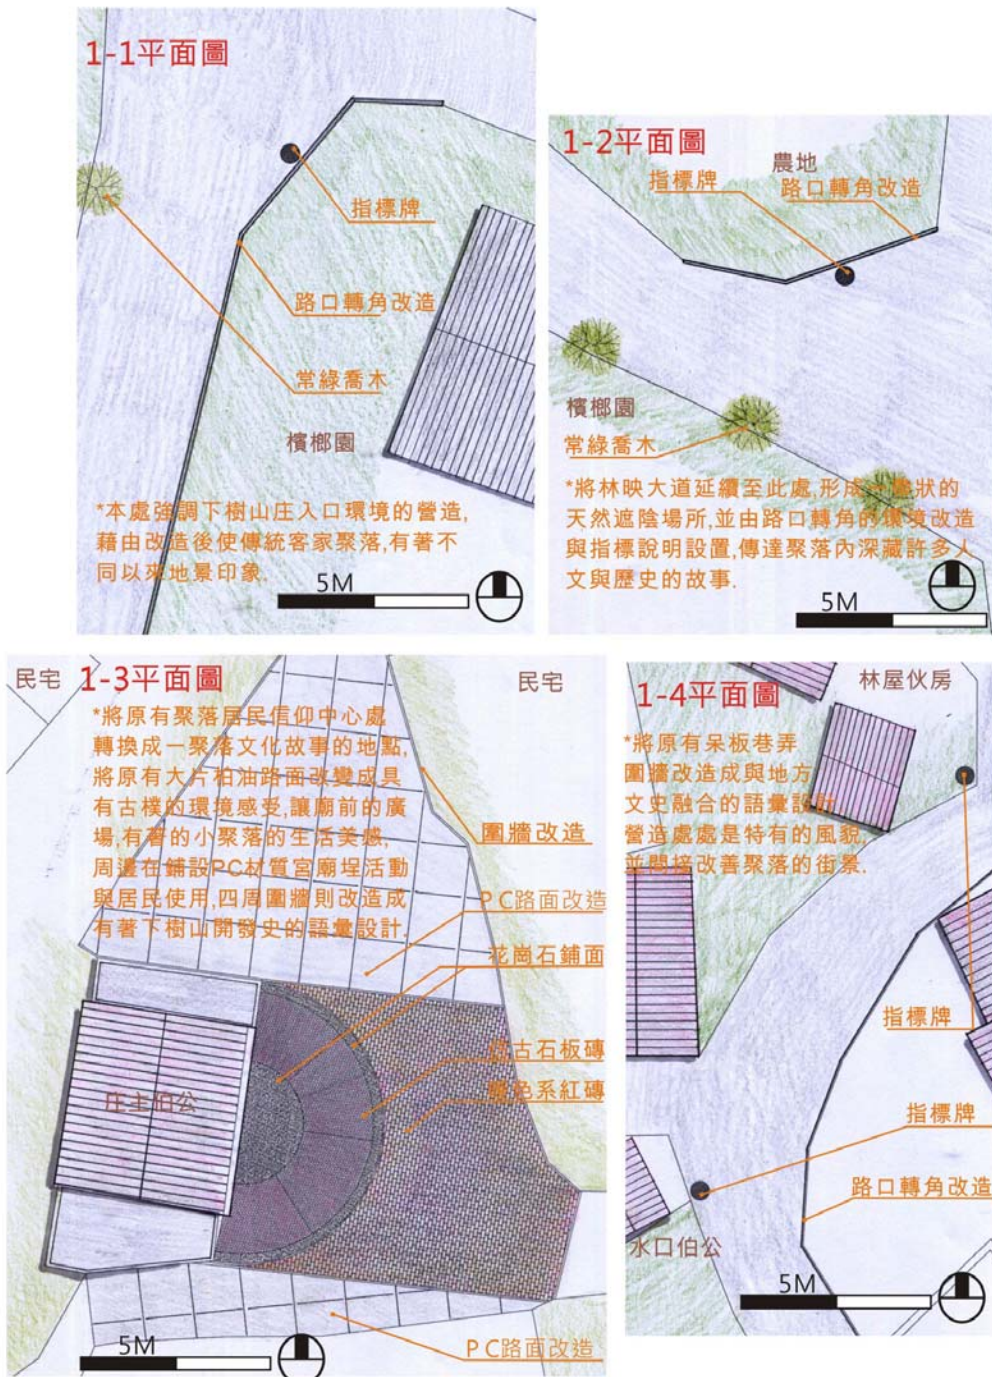 1-1平面圖
指標牌
路口轉角改造
常綠喬木
檳榔園
*本處強調下樹山庄入口環境的營造,
藉由改造後使傳統客家聚落,有著不
同以來地景印象.
5M
1-2平面圖
農地
指標牌
路口轉角改造
檳榔園
常綠喬木
*將林映大道延續至此處,形成 狀的
天然遮陰場所,並由路口轉角的環境改造
與指標說明設置,傳達聚落內深藏許多人
文與歷史的故事.
5M
民宅
1-3平面圖
民宅
*將原有聚落居民信仰中心處
轉換成一聚落文化故事的地點,
將原有大片柏油路面改變成具
有古樸的環境感受,讓廟前的廣
場,有著的小聚落的生活美感,
周邊在鋪設PC材質宮廟埕活動
與居民使用,四周圍牆則改造成
有著下樹山開發史的語彙設計.
圍牆改造
PC路面改造
花崗石鋪面
古石板磚
色系紅磚
庄主伯公
5M
PC路面改造
1-4平面圖
林屋伙房
*將原有呆板巷弄
圍牆改造成與地方
文史融合的語彙設計
營造處處是特有的風貌,
並間接改善聚落的街景.
指標牌
指標牌
路口轉角改造
水口伯公
5M